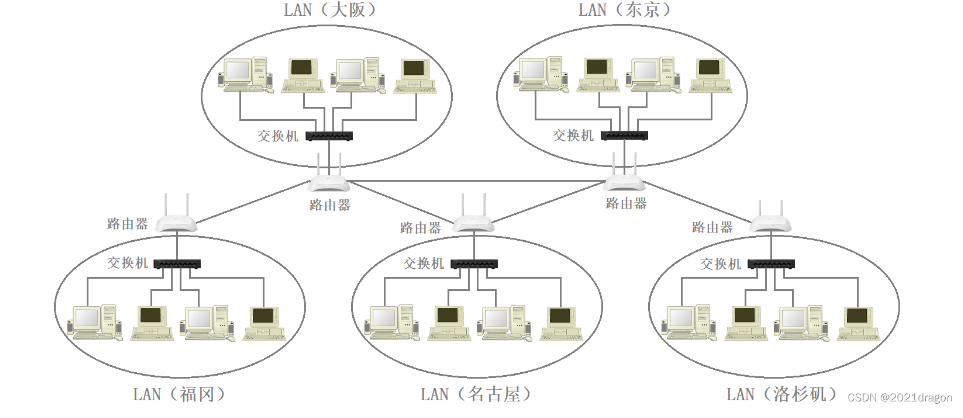 LAN（大阪）
LAN（东京）
交换机
交换机
路由器
路由器
路由器
路由器
路由器
交换机
交换机
交换机
LAN（福冈）
LAN（名古屋）
LAN（洛杉矶）
CSDN @2021dragon